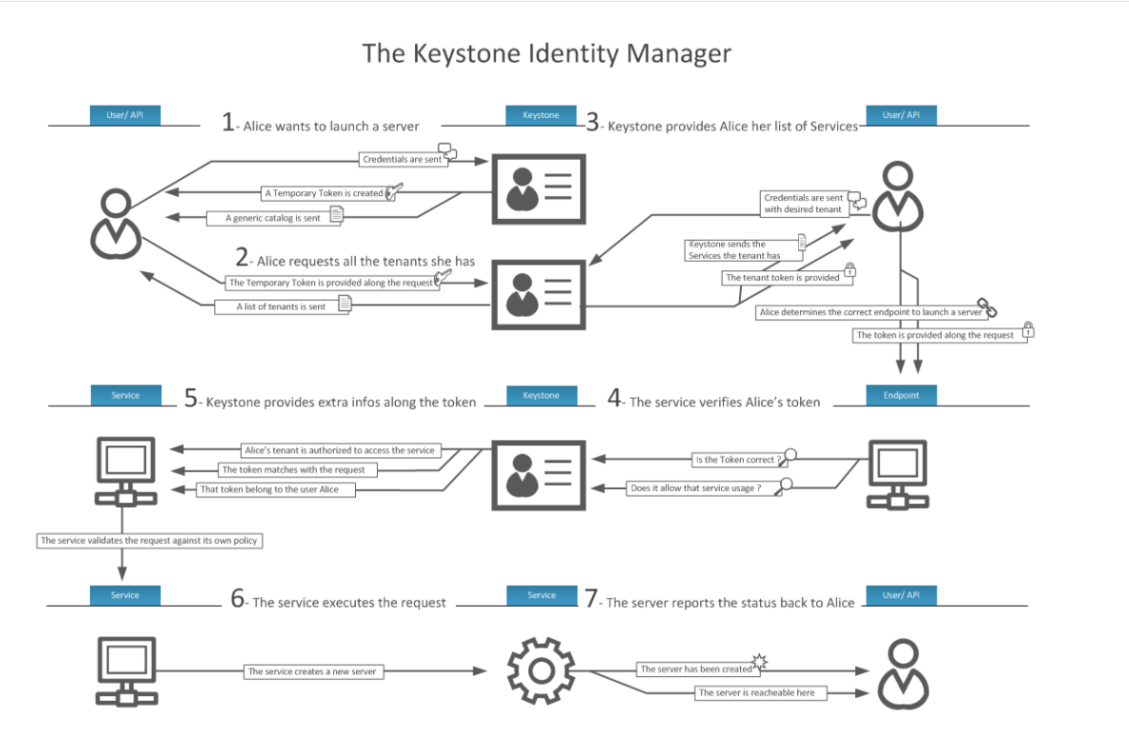 The Keystone Identity Manager
User/ API
1- Alice wants to launch a server
Keystone
3- Keystone provides Alice her list of Services
User/ API
Credentials are sent
A Temporary Token is created
A generic catalog is sent
Credentials are sent
with desired tenant
2- Alice requests all the tenants she has
Keystone sends the
Services the tenant has
The Temporary Token is provided along the request
The tenant token is provided
A list of tenants is sent
Alice determines the correct endpoint to launch a server
The token is provided along the request
Service
5- Keystone provides extra infos along the token
Keystone
4- The service verifies Alice's token
Endpoint
Alice's tenant is authorized to access the service
The token matches with the request
That token belong to the user Alice
Is the Token correct ?
Does it allow that service usage ?
The service validates the request against its own policy
Service
6- The service executes the request
Service
7- The server reports the status back to Alice
User/ API
The service creates a new server
The server has been created
The server is reacheable here